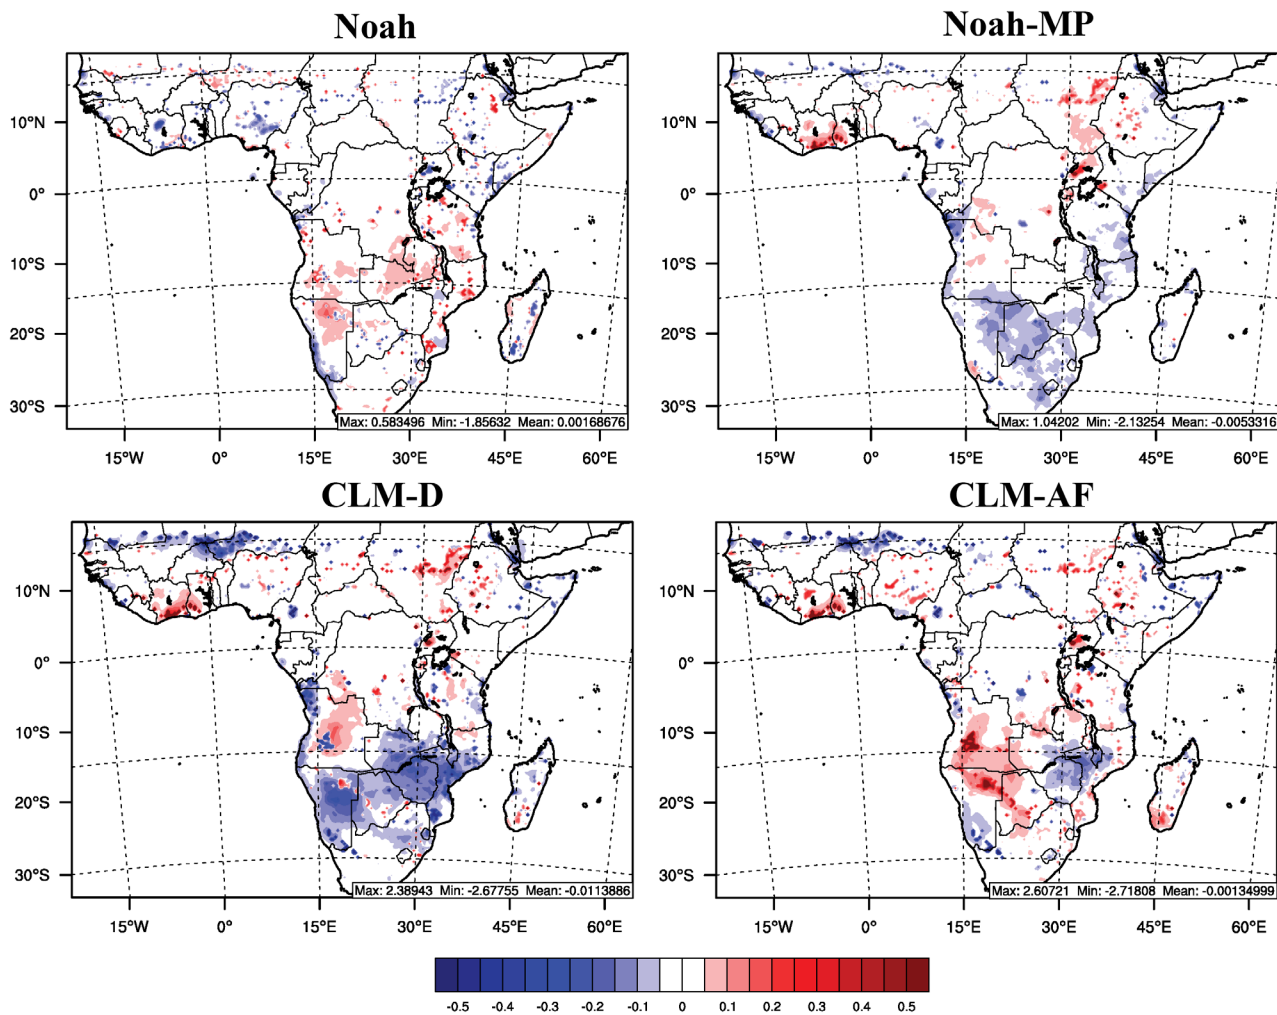 Noah
Noah-MP
10°N
0°
10°S
20°S
30°S
Max: 0.583496 Min: -1.85632 Mean: 0.00168676
15°W 0° 15°E 30°E 45°E 60°E
10°N
0°
10°S
20°S
30°S
Max: 1.04202 Min: -2.13254 Mean: -0.0053316
15°W 0° 15°E 30°E 45°E 60°E
CLM-D
CLM-AF
10°N
0°
10°S
20°S
30°S
Max: 2.38943 Min: -2.67755 Mean: -0.0113886
15°W 0° 15°E 30°E 45°E 60°E
10°N
0°
10°S
20°S
30°S
Max: 2.60721 Min: -2.71808 Mean: -0.00134999
15°W 0° 15°E 30°E 45°E 60°E
-0.5 -0.4 -0.3 -0.2 -0.1 0 0.1 0.2 0.3 0.4 0.5